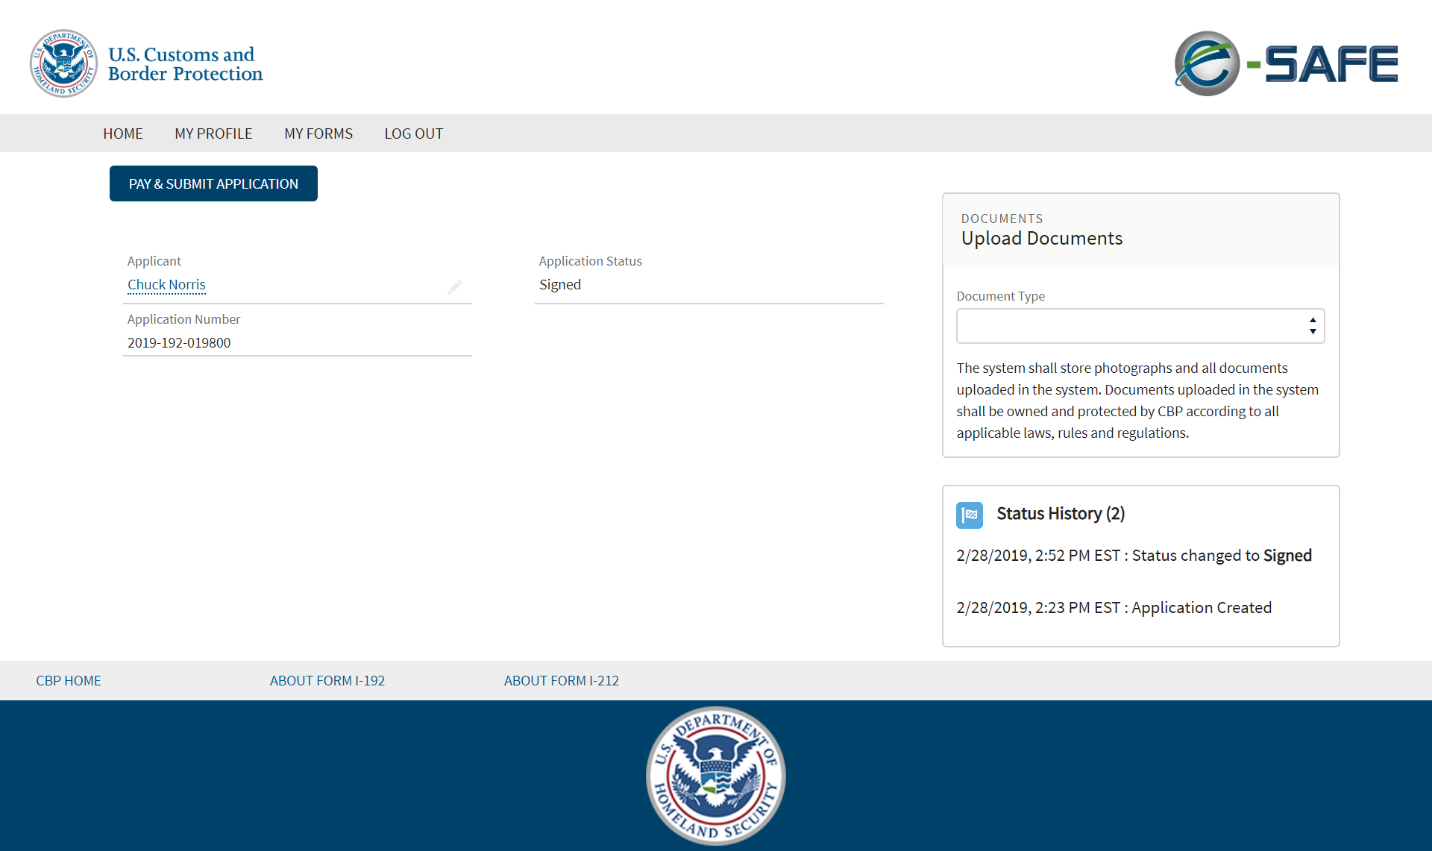 U.S. DEPARTMENT OF HOMELAND SECURITY
U.S. Customs and
Border Protection
e-SAFE
HOME
MY PROFILE
MY FORMS
LOG OUT
PAY & SUBMIT APPLICATION
Applicant
Chuck Norris
Application Number
2019-192-019800
Application Status
Signed
DOCUMENTS
Upload Documents
Document Type
The system shall store photographs and all documents
uploaded in the system. Documents uploaded in the system
shall be owned and protected by CBP according to all
applicable laws, rules and regulations.
Status History (2)
2/28/2019, 2:52 PM EST : Status changed to Signed
2/28/2019, 2:23 PM EST : Application Created
CBP HOME
ABOUT FORM I-192
ABOUT FORM I-212
U.S. DEPARTMENT OF HOMELAND SECURITY